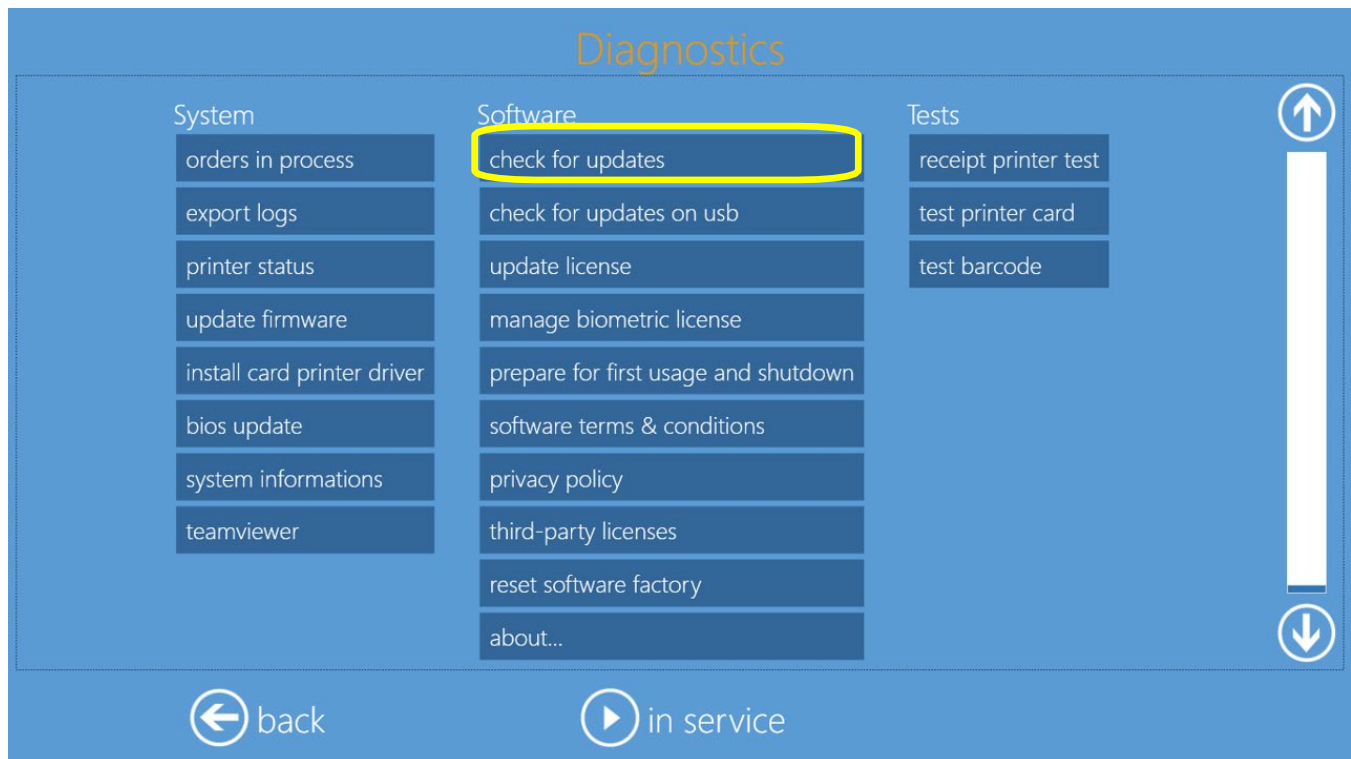 Diagnostics
System
orders in process
export logs
printer status
update firmware
install card printer driver
bios update
system informations
teamviewer
Software
check for updates
check for updates on usb
update license
manage biometric license
prepare for first usage and shutdown
software terms & conditions
privacy policy
third-party licenses
reset software factory
about...
Tests
receipt printer test
test printer card
test barcode
back
in service